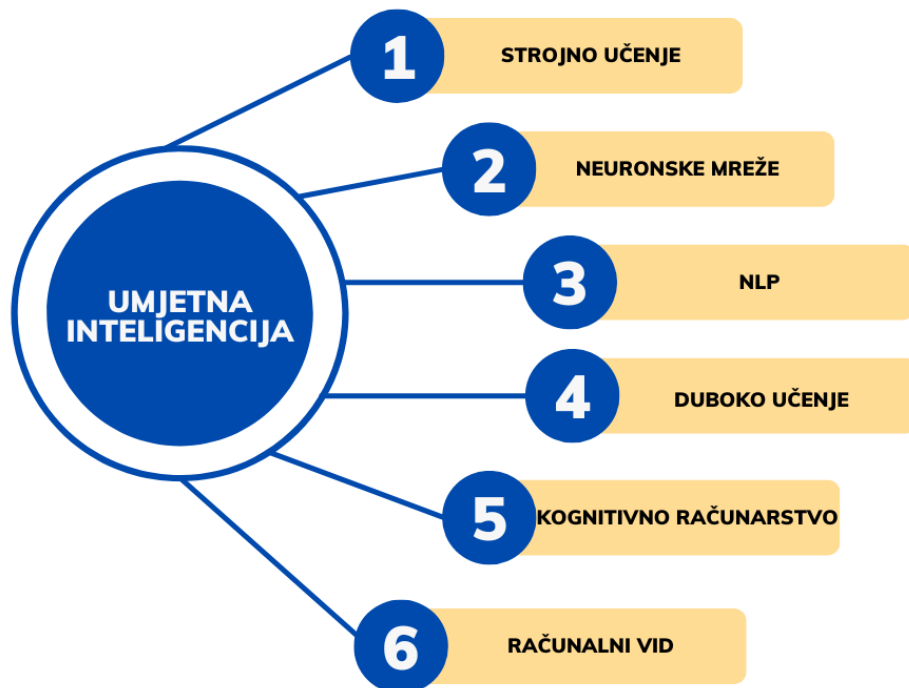 1
STROJNO UČENJE
2
NEURONSKE MREŽE
3
NLP
UMJETNA
INTELIGENCIJA
4
DUBOKO UČENJE
5
KOGNITIVNO RAČUNARSTVO
6
RAČUNALNI VID